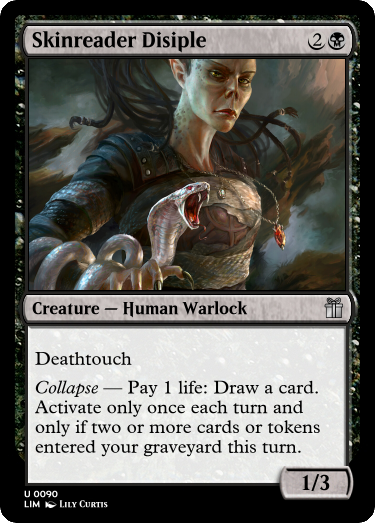 Skinreader Disiple 2
Creature — Human Warlock
Deathtouch
Collapse — Pay 1 life: Draw a card.
Activate only once each turn and
only if two or more cards or tokens
entered your graveyard this turn.
1/3
U 0090
LIM Lily Curtis